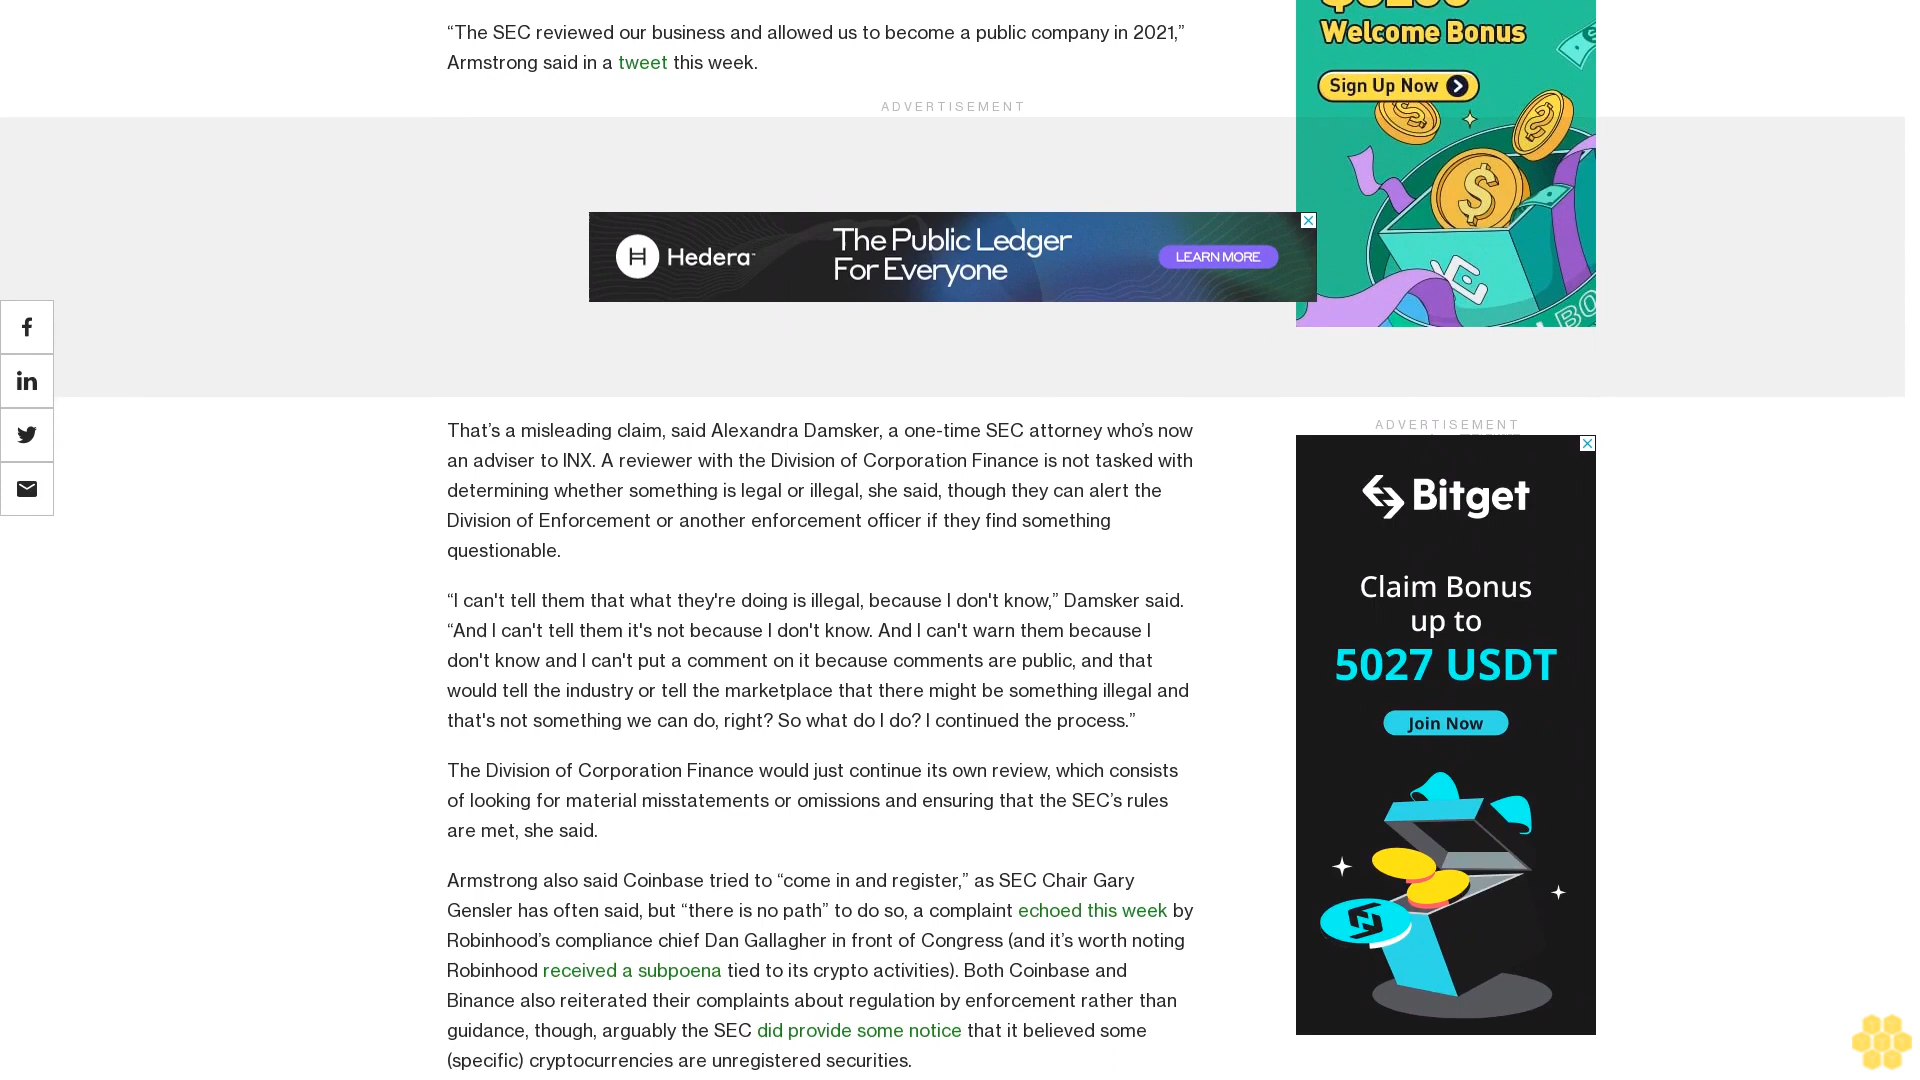 “The SEC reviewed our business and allowed us to become a public company in 2021,”
Armstrong said in a tweet this week.
Welcome Bonus
Sign Up Now
ADVERTISEMENT
Hedera
The Public Ledger
For Everyone
LEARN MORE
That’s a misleading claim, said Alexandra Damsker, a one-time SEC attorney who’s now
an adviser to INX. A reviewer with the Division of Corporation Finance is not tasked with
determining whether something is legal or illegal, she said, though they can alert the
Division of Enforcement or another enforcement officer if they find something
questionable.
“I can't tell them that what they're doing is illegal, because I don't know,” Damsker said.
“And I can't tell them it's not because I don't know. And I can't warn them because I
don't know and I can't put a comment on it because comments are public, and that
would tell the industry or tell the marketplace that there might be something illegal and
that's not something we can do, right? So what do I do? I continued the process.”
The Division of Corporation Finance would just continue its own review, which consists
of looking for material misstatements or omissions and ensuring that the SEC’s rules
are met, she said.
Armstrong also said Coinbase tried to “come in and register,” as SEC Chair Gary
Gensler has often said, but “there is no path” to do so, a complaint echoed this week by
Robinhood’s compliance chief Dan Gallagher in front of Congress (and it’s worth noting
Robinhood received a subpoena tied to its crypto activities). Both Coinbase and
Binance also reiterated their complaints about regulation by enforcement rather than
guidance, though, arguably the SEC did provide some notice that it believed some
(specific) cryptocurrencies are unregistered securities.
ADVERTISEMENT
Bitget
Claim Bonus
up to
5027 USDT
Join Now